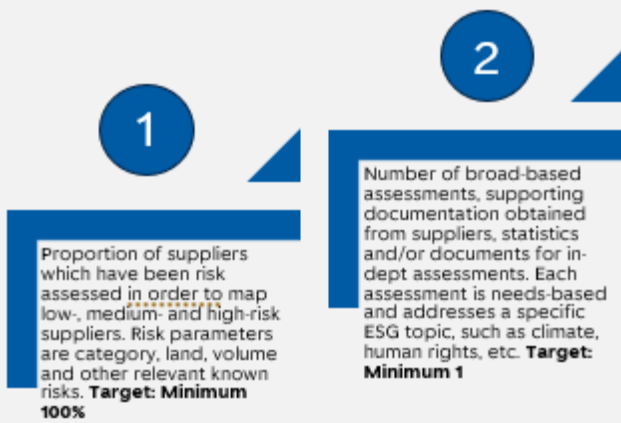 1
Proportion of suppliers
which have been risk
assessed in order to map
low-, medium- and high-risk
suppliers. Risk parameters
are category, land, volume
and other relevant known
risks. Target: Minimum
100%
2
Number of broad-based
assessments, supporting
documentation obtained
from suppliers, statistics
and/or documents for in-
dept assessments. Each
assessment is needs-based
and addresses a specific
ESG topic, such as climate,
human rights, etc. Target:
Minimum 1